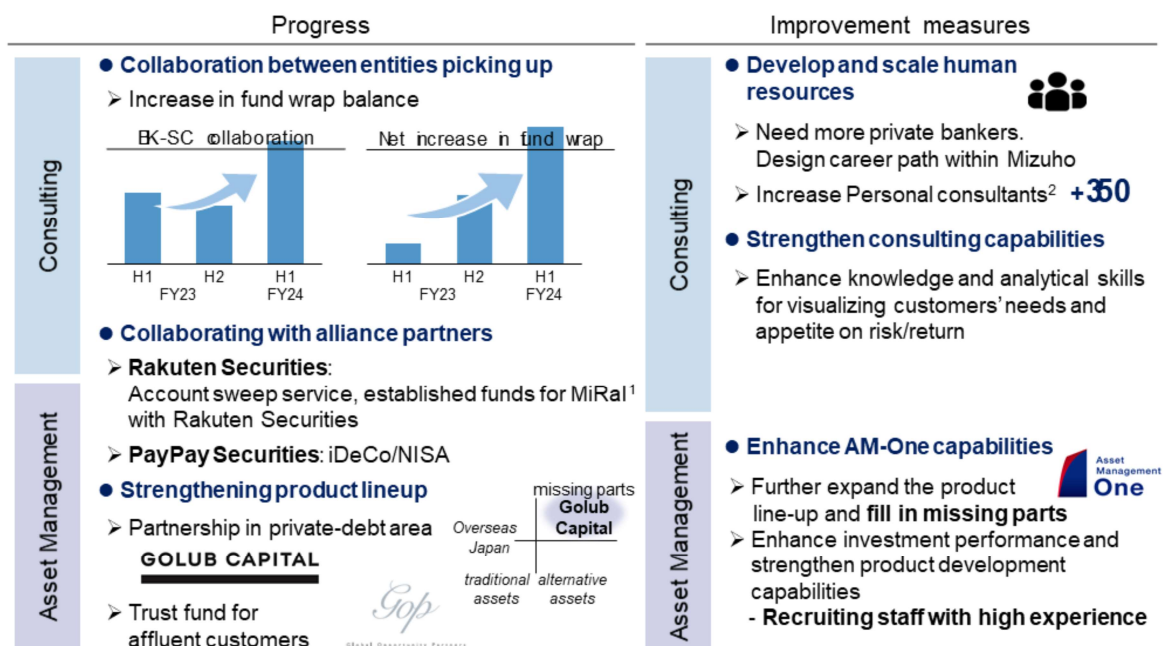 Progress
Consulting
Collaboration between entities picking up
Increase in fund wrap balance
BK-SC collaboration
H1
H2
H1
FY23
FY24
Net increase in fund wrap
H1
H2
H1
FY23
FY24
Collaborating with alliance partners
Rakuten Securities:
Account sweep service, established funds for MiRaI¹
with Rakuten Securities
PayPay Securities: iDeCo/NISA
Asset Management
Strengthening product lineup
Partnership in private-debt area
GOLUB CAPITAL
missing parts
Golub
Capital
Overseas
Japan
traditional
assets
alternative
assets
Trust fund for
affluent customers
Gop
Improvement measures
Consulting
Develop and scale human
resources
Need more private bankers.
Design career path within Mizuho
Increase Personal consultants² +350
Strengthen consulting capabilities
Enhance knowledge and analytical skills
for visualizing customers' needs and
appetite on risk/return
Asset Management
Enhance AM-One capabilities
Asset
Management
One
Further expand the product
line-up and fill in missing parts
Enhance investment performance and
strengthen product development
capabilities
- Recruiting staff with high experience